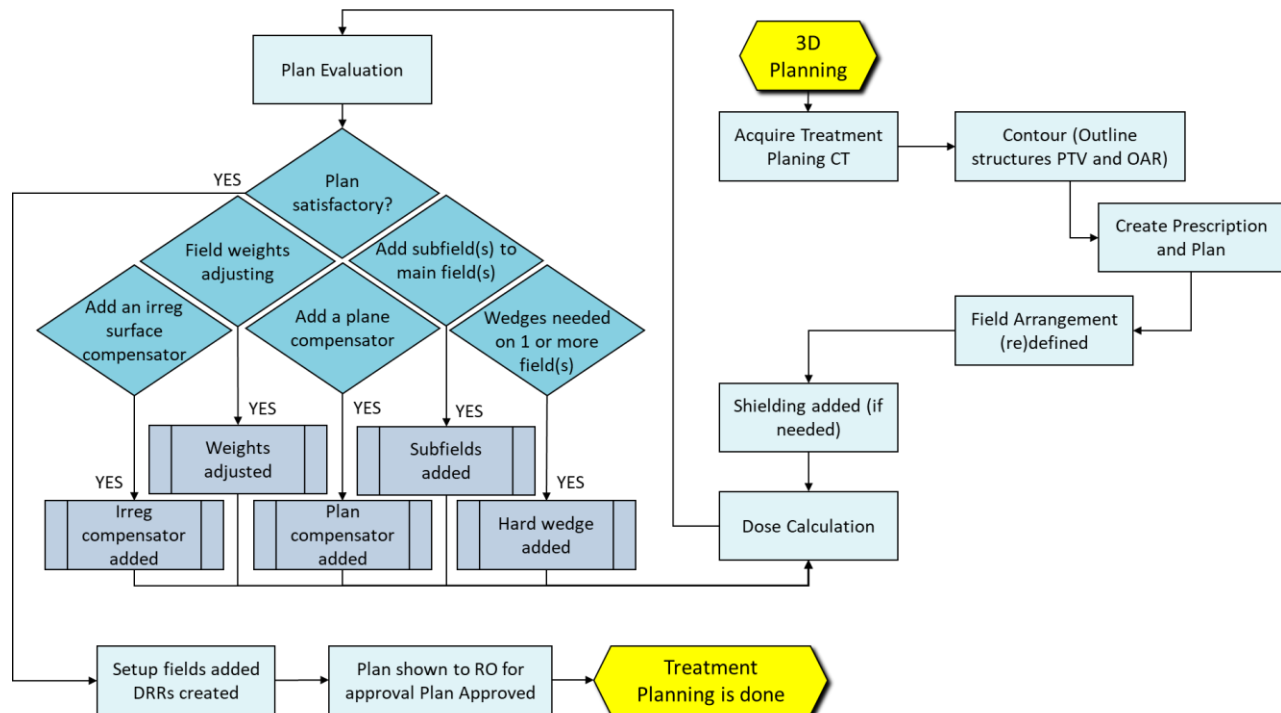 Plan Evaluation
3D
Planning
Acquire Treatment
Planing CT
Contour (Outline
structures PTV and OAR)
YES
Plan
satisfactory?
Create Prescription
and Plan
Field weights
adjusting
Add subfield(s) to
main field(s)
Add an irreg
surface
compensator
Add a plane
compensator
Wedges needed
on 1 or more
field(s)
Field Arrangement
(re)defined
Shielding added (if
needed)
YES
YES
YES
Weights
adjusted
Subfields
added
YES
YES
Irreg
compensator
added
Plan
compensator
added
Hard wedge
added
Dose Calculation
Setup fields added
DRRs created
Plan shown to RO for
approval Plan Approved
Treatment
Planning is done